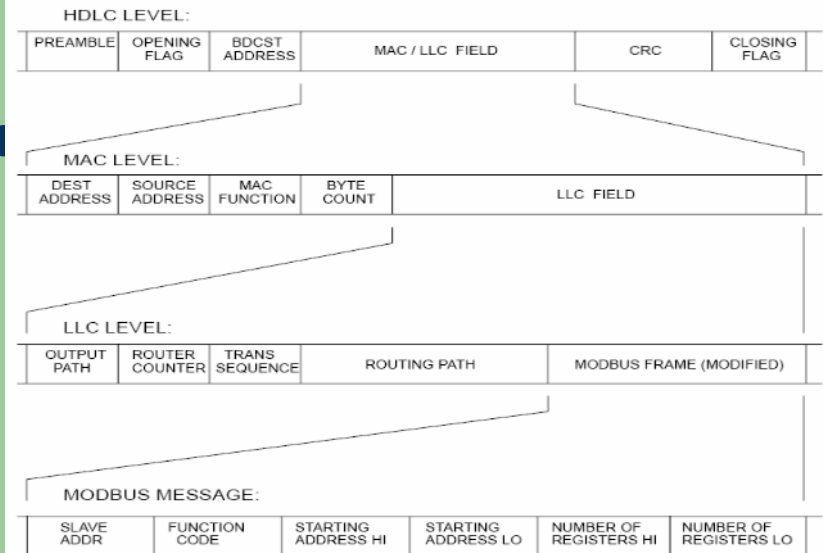 HDLC LEVEL:
PREAMBLE
OPENING
FLAG
BDCST
ADDRESS
MAC / LLC FIELD
CRC
CLOSING
FLAG
MAC LEVEL:
DEST
ADDRESS
SOURCE
ADDRESS
MAC
FUNCTION
BYTE
COUNT
LLC FIELD
LLC LEVEL:
OUTPUT
PATH
ROUTER
COUNTER
TRANS
SEQUENCE
ROUTING PATH
MODBUS FRAME (MODIFIED)
MODBUS MESSAGE:
SLAVE
ADDR
FUNCTION
CODE
STARTING
ADDRESS HI
STARTING
ADDRESS LO
NUMBER OF
REGISTERS HI
NUMBER OF
REGISTERS LO